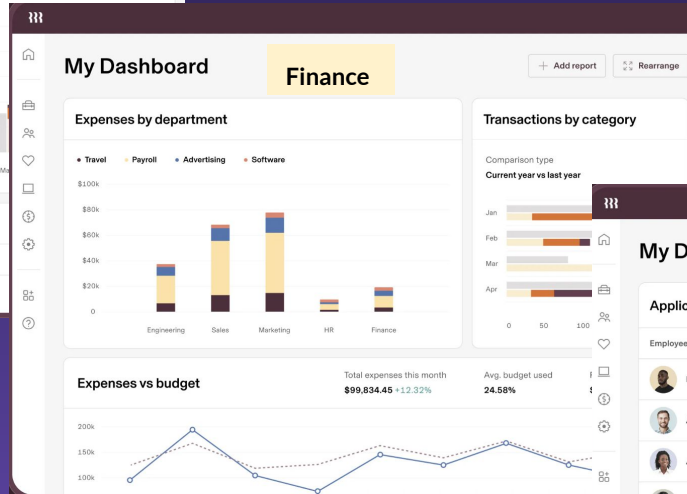 My Dashboard
Finance
+ Add report
Rearrange
Expenses by department
Travel Payroll Advertising Software
$100k
$80k
$60k
$40k
$20k
0
Engineering Sales Marketing HR Finance
Transactions by category
Comparison type
Current year vs last year
Jan
Feb
Mar
Apr
0 50 100
Expenses vs budget
Total expenses this month
$99,834.45 +12.32%
Avg. budget used
24.58%
200k
150k
100k
My D
Applic
Employee